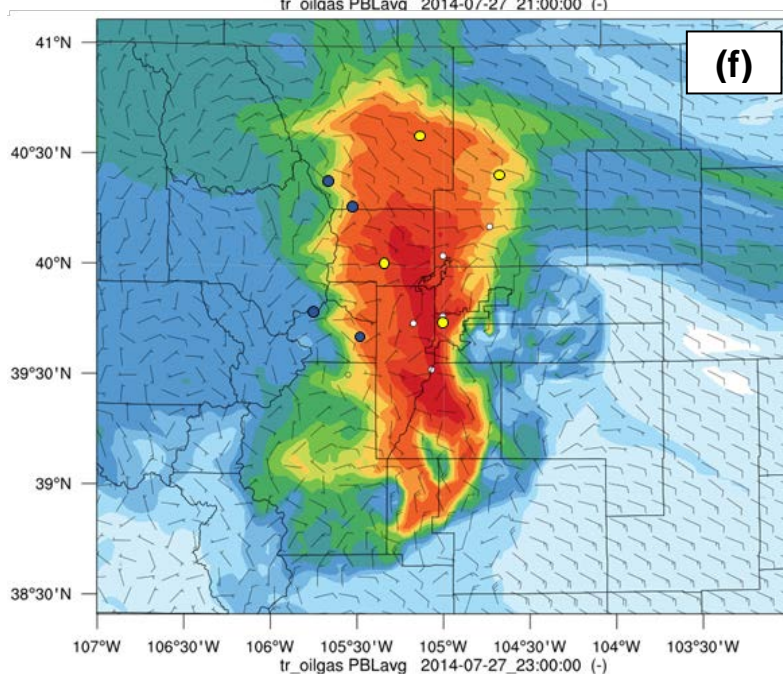 tr_oilgas PBLavg 2014-07-27_21:00:00 (-)
41°N
(f)
40°30'N
40°N
39°30'N
39°N
38°30'N
107°W 106°30'W 106°W 105°30'W 105°W 104°30'W 104°W 103°30'W
tr_oilgas PBLavg 2014-07-27_23:00:00 (-)